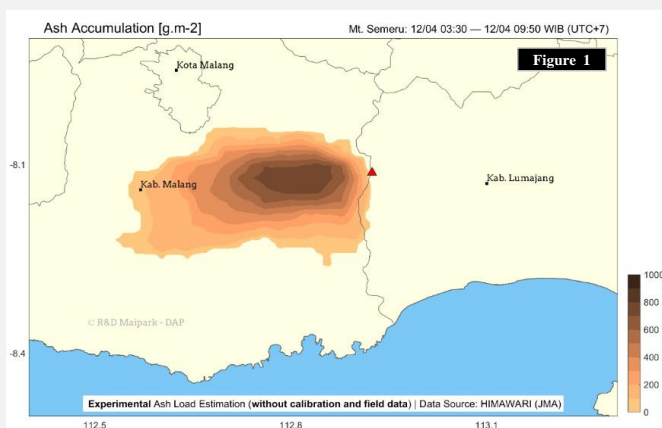 Ash Accumulation [g.m-2]
Mt. Semeru: 12/04 03:30 — 12/04 09:50 WIB (UTC+7)
Figure 1
Kota Malang
-8.1
Kab. Malang
Kab. Lumajang
1000
800
600
400
200
0
© R&D Maipark - DAP
-8.4
Experimental Ash Load Estimation (without calibration and field data) | Data Source: HIMAWARI (JMA)
112.5
112.8
113.1